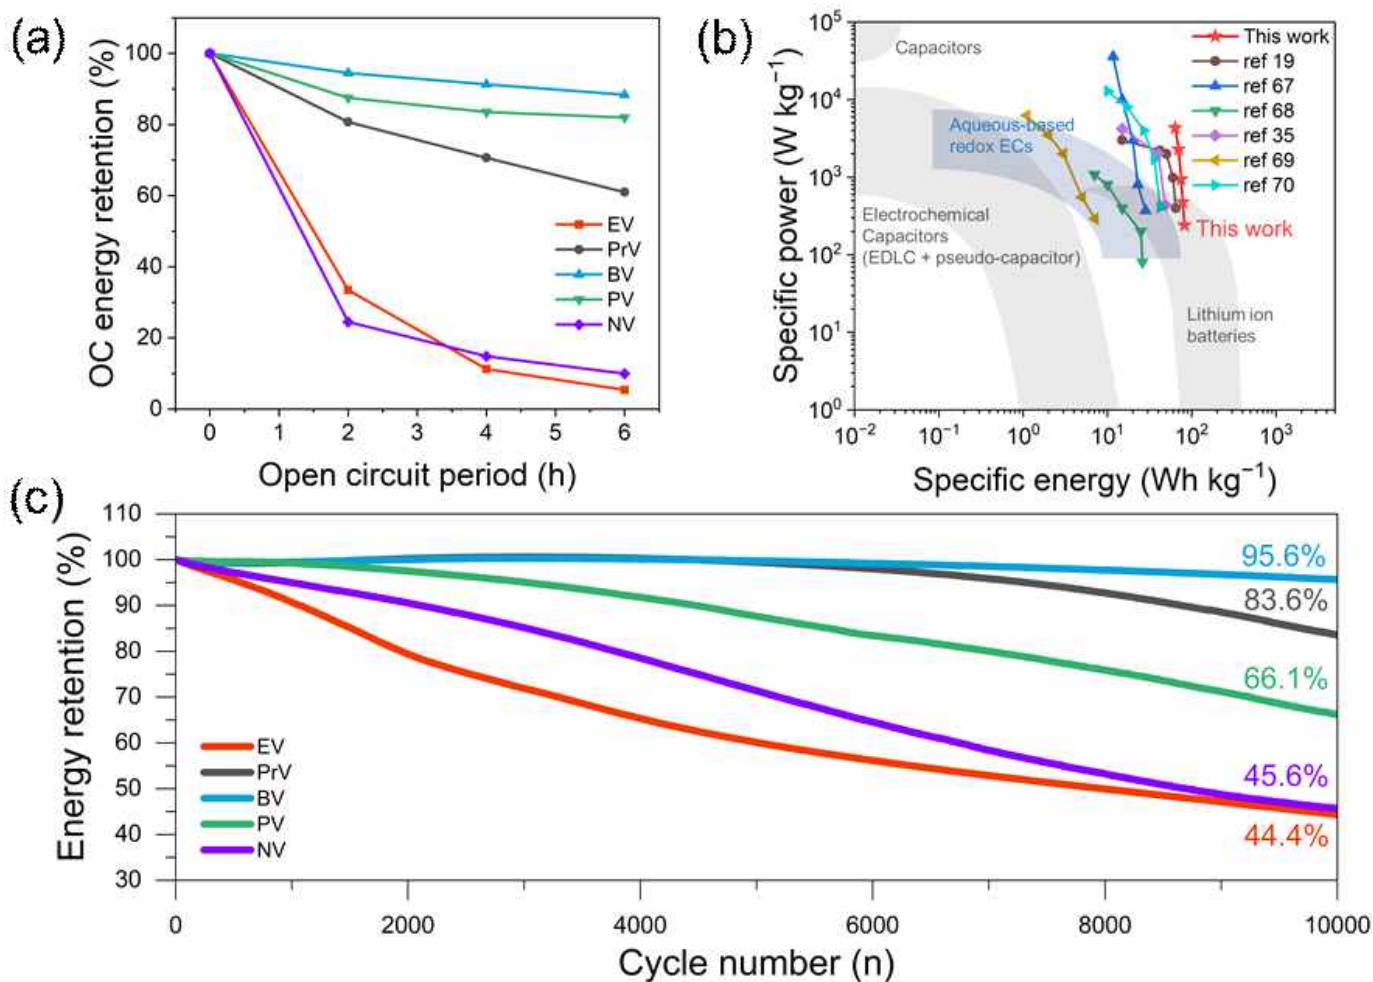 (a)
OC energy retention (%)
100
80
60
40
20
0
0 1 2 3 4 5 6
Open circuit period (h)
EV
PrV
BV
PV
NV
(b)
Specific power (W kg⁻¹)
10⁵
10⁴
10³
10²
10¹
10⁰
10⁻² 10⁻¹ 10⁰ 10¹ 10² 10³
Specific energy (Wh kg⁻¹)
Capacitors
Aqueous-based
redox ECs
Electrochemical
Capacitors
(EDLC + pseudo-capacitor)
Lithium ion
batteries
This work
This work
ref 19
ref 67
ref 68
ref 35
ref 69
ref 70
(c)
Energy retention (%)
110
100
90
80
70
60
50
40
30
0 2000 4000 6000 8000 10000
Cycle number (n)
EV
PrV
BV
PV
NV
95.6%
83.6%
66.1%
45.6%
44.4%